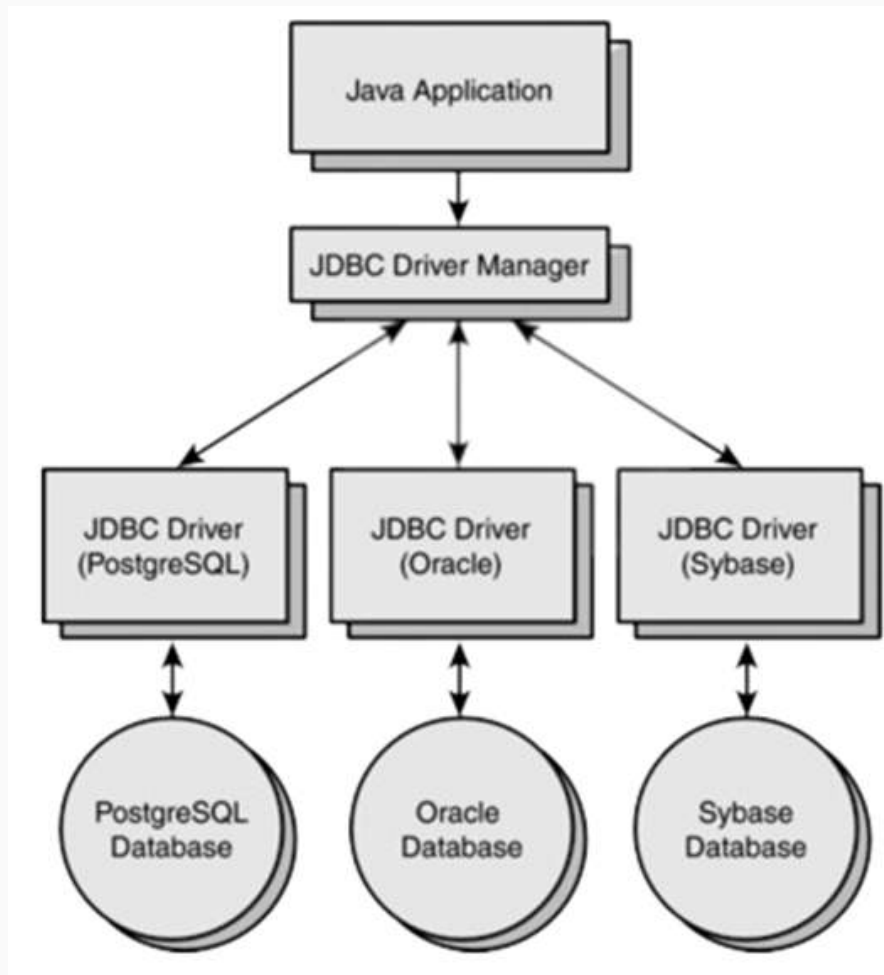 Java Application
JDBC Driver Manager
JDBC Driver
(PostgreSQL)
JDBC Driver
(Oracle)
JDBC Driver
(Sybase)
PostgreSQL
Database
Oracle
Database
Sybase
Database